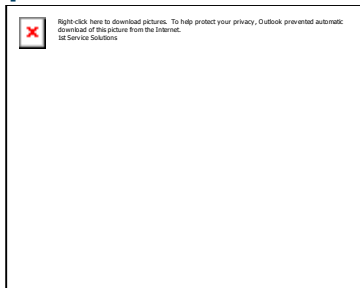 Right-click here to download pictures. To help protect your privacy, Outlook prevented automatic
download of this picture from the Internet.
1st Service Solutions